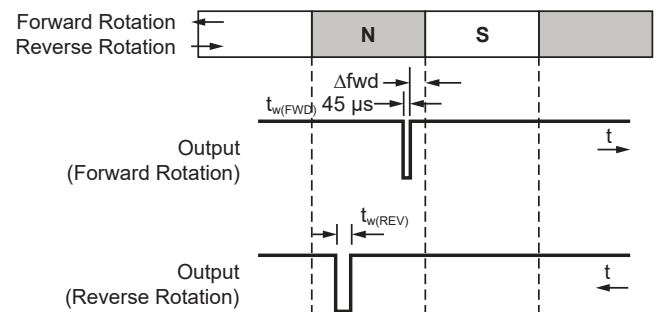 Forward Rotation
Reverse Rotation
N
S
Δfwd
tw(FWD) 45 µs
Output
(Forward Rotation)
t
tw(REV)
Output
(Reverse Rotation)
t